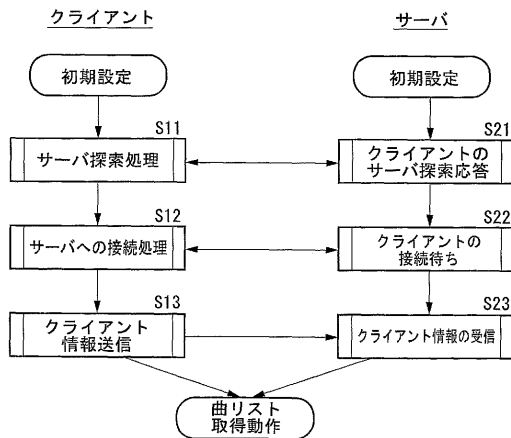 クライアント
サーバ
初期設定
初期設定
S11
サーバ探索処理
S21
クライアントの
サーバ探索応答
S12
サーバへの接続処理
S22
クライアントの
接続待ち
S13
クライアント
情報送信
S23
クライアント情報の受信
曲リスト
取得動作